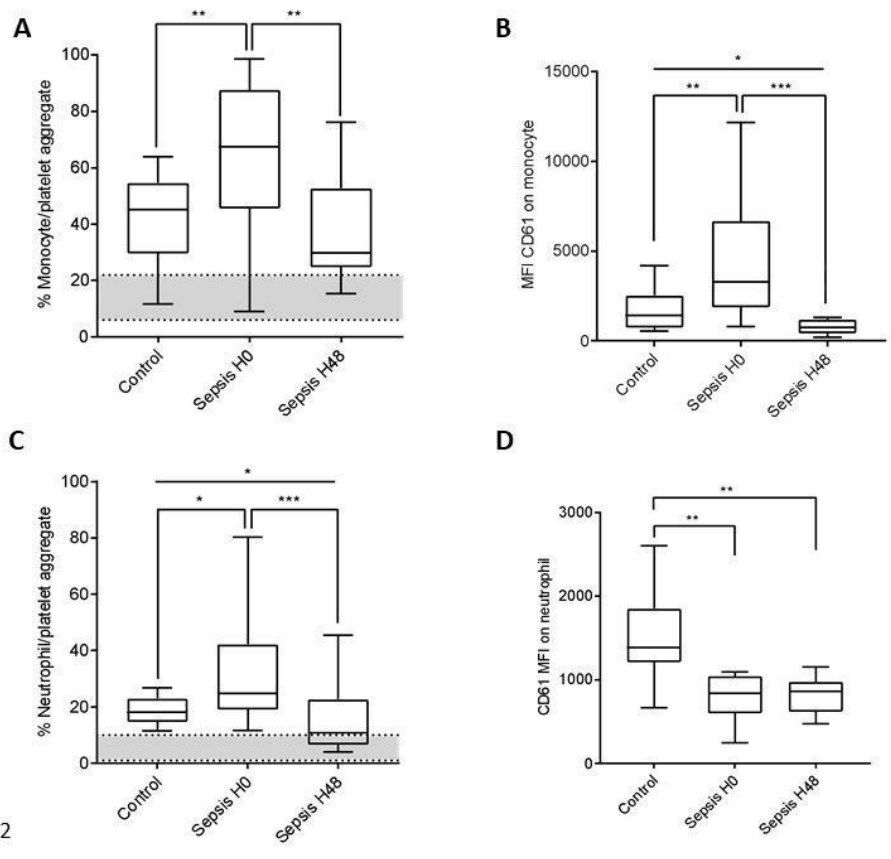 A
** **
% Monocyte/platelet aggregate
100
80
60
40
20
0
Control
Sepsis H0
Sepsis H48
B
*
** ***
MFI CD61 on monocyte
15000
10000
5000
0
Control
Sepsis H0
Sepsis H48
C
*
* ***
% Neutrophil/platelet aggregate
100
80
60
40
20
0
Control
Sepsis H0
Sepsis H48
D
**
**
CD61 MFI on neutrophil
3000
2000
1000
0
Control
Sepsis H0
Sepsis H48
2